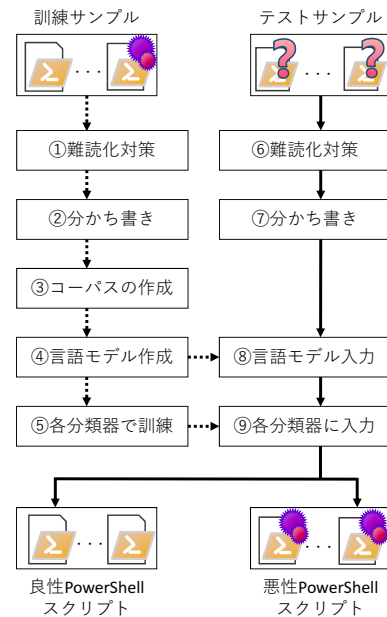 訓練サンプル
テストサンプル
①難読化対策
⑥難読化対策
②分かち書き
⑦分かち書き
③コーパスの作成
④言語モデル作成
⑧言語モデル入力
⑤各分類器で訓練
⑨各分類器に入力
良性PowerShell
スクリプト
悪性PowerShell
スクリプト